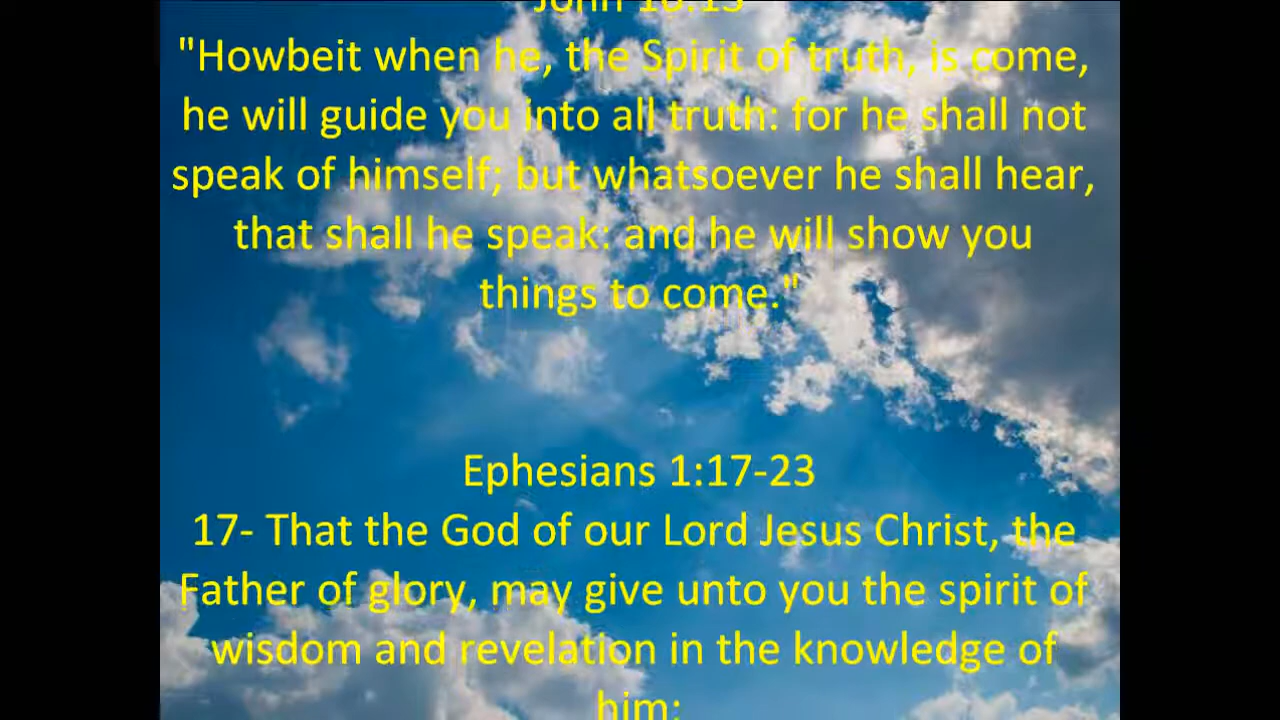 John 16:13
"Howbeit when he, the Spirit of truth, is come,
he will guide you into all truth: for he shall not
speak of himself; but whatsoever he shall hear,
that shall he speak: and he will show you
things to come."
Ephesians 1:17-23
17- That the God of our Lord Jesus Christ, the
Father of glory, may give unto you the spirit of
wisdom and revelation in the knowledge of
him: